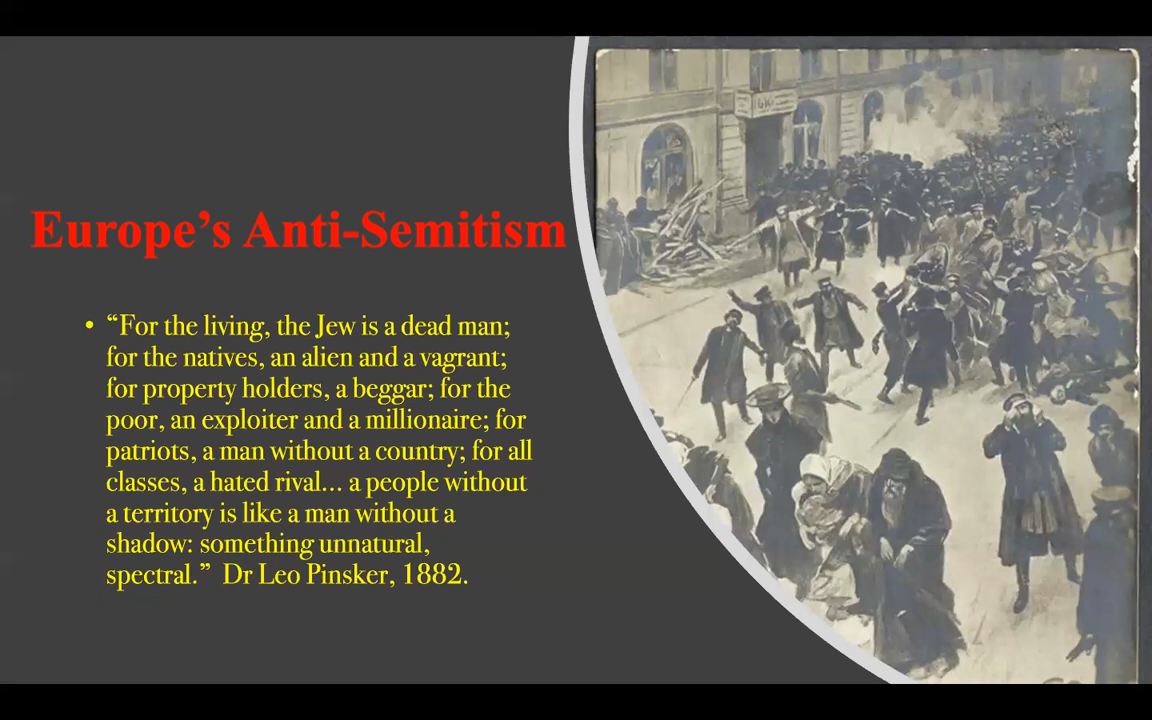 Europe’s Anti-Semitism
• “For the living, the Jew is a dead man;
for the natives, an alien and a vagrant;
for property holders, a beggar; for the
poor, an exploiter and a millionaire; for
patriots, a man without a country; for all
classes, a hated rival... a people without
a territory is like a man without a
shadow: something unnatural,
spectral.” Dr Leo Pinsker, 1882.